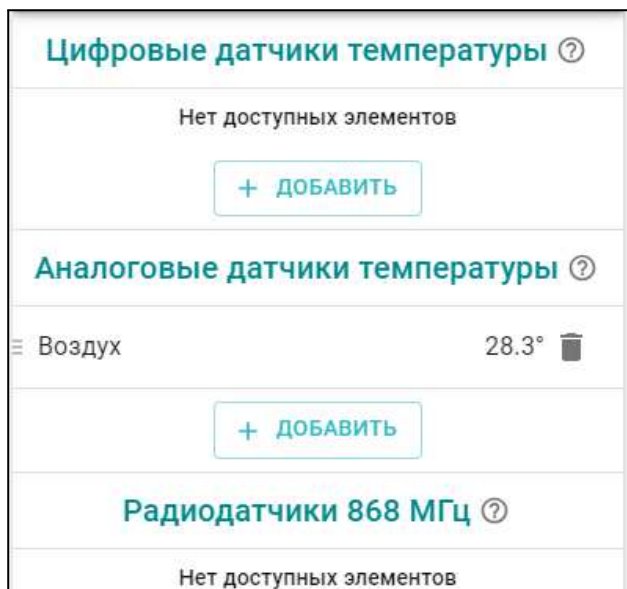 Цифровые датчики температуры
Нет доступных элементов
+ ДОБАВИТЬ
Аналоговые датчики температуры
Воздух 28.3°
+ ДОБАВИТЬ
Радиодатчики 868 МГц
Нет доступных элементов